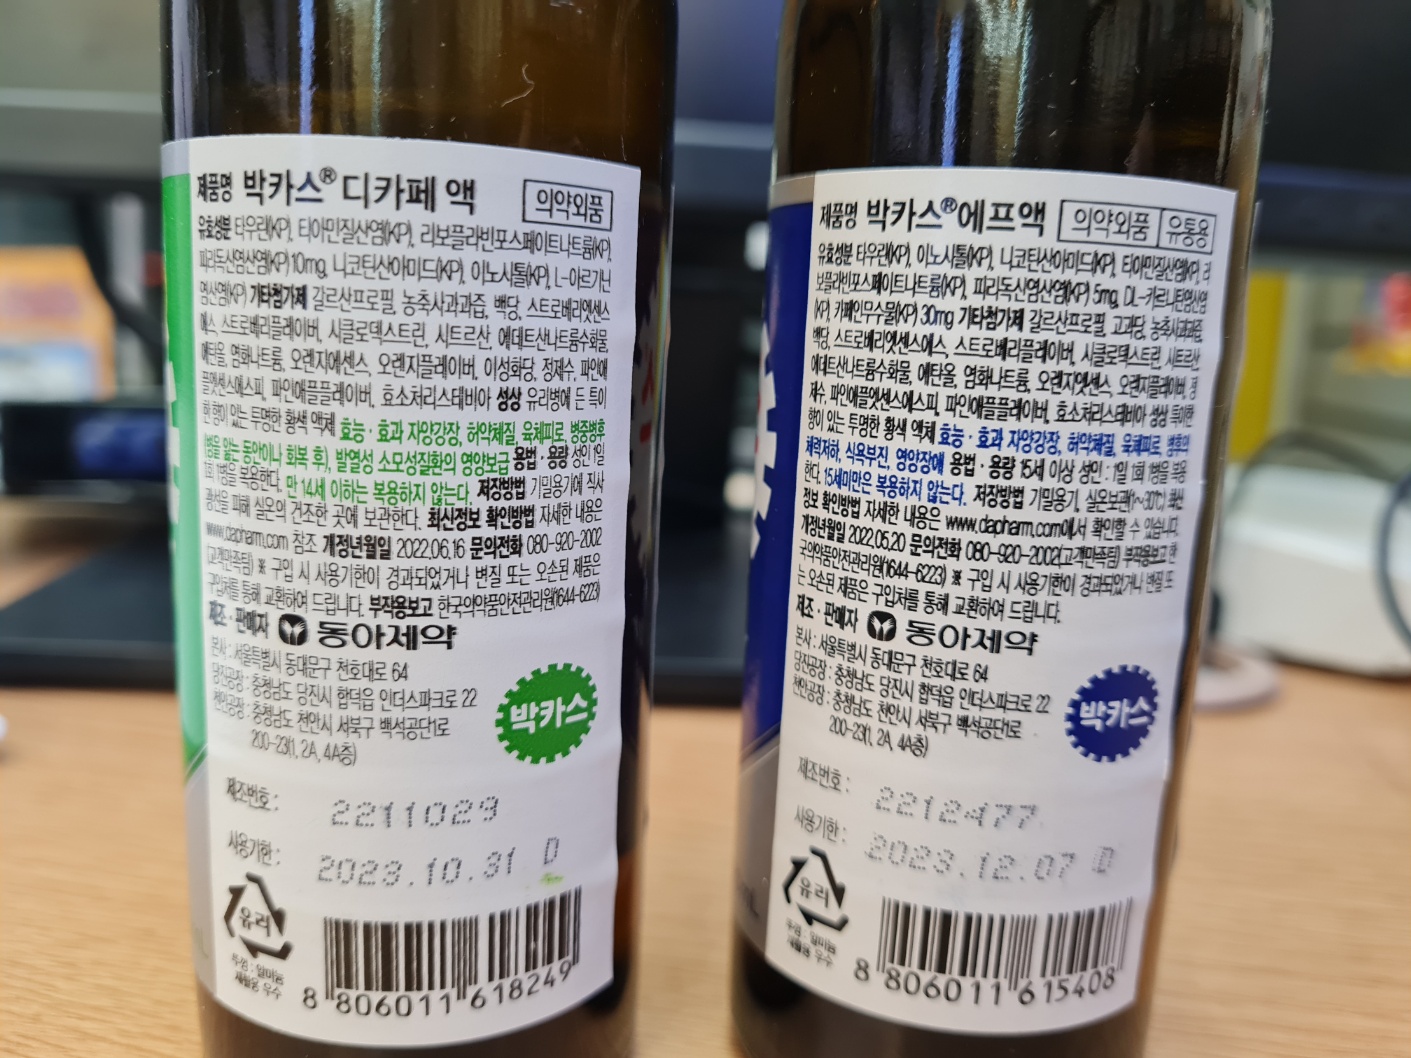 제품명 박카스® 디카페 액 의약외품
유효성분 타우린(KP), 티아민질산염(KP), 리보플라빈포스페이트나트륨(KP),
피리독신염산염(KP) 10mg, 니코틴산아미드(KP), 이노시톨(KP), L-아르기닌
염산염(KP) 기타첨가제 갈르산프로필, 농축사과과즙, 백당, 스트로베리엣센스
에스, 스트로베리플레이버, 시클로덱스트린, 시트르산, 에데트산나트륨수화물,
에탄올, 염화나트륨, 오렌지에센스, 오렌지플레이버, 이성화당, 정제수, 파인애
플엣센스에스피, 파인애플플레이버, 효소처리스테비아 성상 유리병에 든 특이
한 향이 있는 투명한 황색 액제 효능·효과 자양강장, 허약체질, 육체피로, 병중병후
(병을 앓는 동안이나 회복 후), 발열성 소모성질환의 영양보급 용법·용량 성인 1일
1회 1병을 복용한다. 만 14세 이하는 복용하지 않는다. 저장방법 기밀용기에 직사
광선을 피해 실온의 건조한 곳에 보관한다. 최신정보 확인방법 자세한 내용은
www.dapharm.com 참조 개정년월일 2022.06.16 문의전화 080-920-2002
(고객만족팀) ※ 구입 시 사용기한이 경과되었거나 변질 또는 오손된 제품은
구입처를 통해 교환하여 드립니다. 부작용보고 한국의약품안전관리원(1644-6223)
제조·판매자 동아제약
본사 : 서울특별시 동대문구 천호대로 64
당진공장 : 충청남도 당진시 합덕읍 인더스파크로 22
천안공장 : 충청남도 천안시 서북구 백석공단1로
200-23(1, 2A, 4A층)
박카스
제조번호 : 2211029
사용기한 : 2023.10.31 D
유리
뚜껑 : 알미늄
재활용 우수
8 806011 618249
제품명 박카스® 에프액 의약외품 유통용
유효성분 타우린(KP), 이노시톨(KP), 니코틴산아미드(KP), 티아민질산염(KP), 리
보플라빈포스페이트나트륨(KP), 피리독신염산염(KP) 5mg, DL-카르니틴염산염
(KP), 카페인무수물(KP) 30mg 기타첨가제 갈르산프로필, 고과당, 농축사과과즙,
백당, 스트로베리엣센스에스, 스트로베리플레이버, 시클로덱스트린, 시트르산,
에데트산나트륨수화물, 에탄올, 염화나트륨, 오렌지엣센스, 오렌지플레이버, 정
제수, 파인애플엣센스에스피, 파인애플플레이버, 효소처리스테비아 성상 특이한
향이 있는 투명한 황색 액제 효능·효과 자양강장, 허약체질, 육체피로, 병후의
체력저하, 식욕부진, 영양장애 용법·용량 15세 이상 성인 : 1일 1회 1병을 복용
한다. 15세미만은 복용하지 않는다. 저장방법 기밀용기, 실온보관(1~30℃) 최신
정보 확인방법 자세한 내용은 www.dapharm.com에서 확인할 수 있습니다.
개정년월일 2022.05.20 문의전화 080-920-2002(고객만족팀) 부작용보고 한
국의약품안전관리원(1644-6223) ※ 구입 시 사용기한이 경과되었거나 변질 또
는 오손된 제품은 구입처를 통해 교환하여 드립니다.
제조·판매자 동아제약
본사 : 서울특별시 동대문구 천호대로 64
당진공장 : 충청남도 당진시 합덕읍 인더스파크로 22
천안공장 : 충청남도 천안시 서북구 백석공단1로
200-23(1, 2A, 4A층)
박카스
제조번호 : 2212477
사용기한 : 2023.12.07 D
유리
뚜껑 : 알미늄
재활용 우수
8 806011 615408